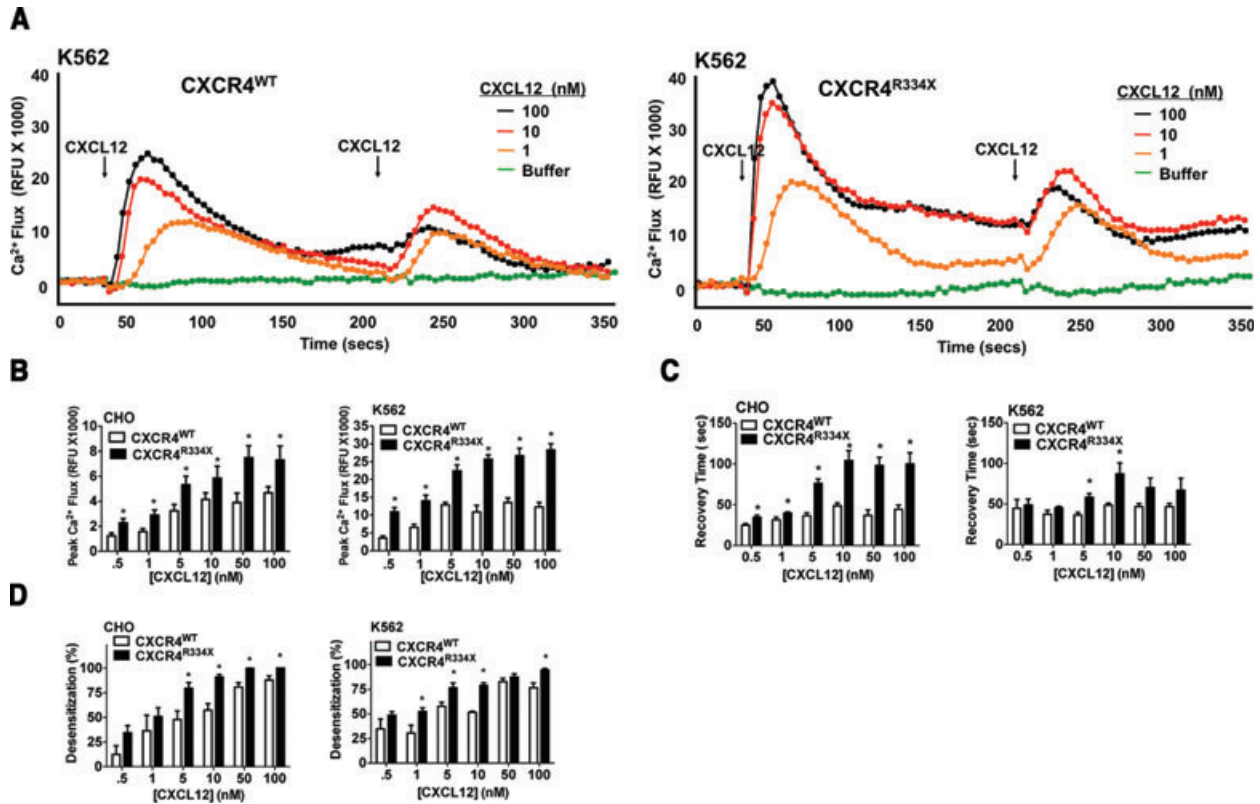 A
K562
CXCR4WT
CXCL12 (nM)
100
10
1
Buffer
CXCL12
CXCL12
Ca2+ Flux (RFU X 1000)
40
30
20
10
0
0 50 100 150 200 250 300 350
Time (secs)
K562
CXCR4R334X
CXCL12 (nM)
100
10
1
Buffer
CXCL12
CXCL12
Ca2+ Flux (RFU X 1000)
40
30
20
10
0
0 50 100 150 200 250 300 350
Time (secs)
B
CHO
CXCR4WT
CXCR4R334X
Peak Ca2+ Flux (RFU X1000)
8
6
4
2
0
* * * * * *
.5 1 5 10 50 100
[CXCL12] (nM)
K562
CXCR4WT
CXCR4R334X
Peak Ca2+ Flux (RFU X1000)
35
30
25
20
15
10
5
0
* * * * * *
.5 1 5 10 50 100
[CXCL12] (nM)
C
CHO
CXCR4WT
CXCR4R334X
Recovery Time (sec)
150
100
50
0
* * * * * *
0.5 1 5 10 50 100
[CXCL12] (nM)
K562
CXCR4WT
CXCR4R334X
Recovery Time (sec)
150
100
50
0
* *
0.5 1 5 10 50 100
[CXCL12] (nM)
D
CHO
CXCR4WT
CXCR4R334X
Desensitization (%)
100
75
50
25
* * * *
.5 1 5 10 50 100
[CXCL12] (nM)
K562
CXCR4WT
CXCR4R334X
Desensitization (%)
100
75
50
25
* * * *
.5 1 5 10 50 100
[CXCL12] (nM)